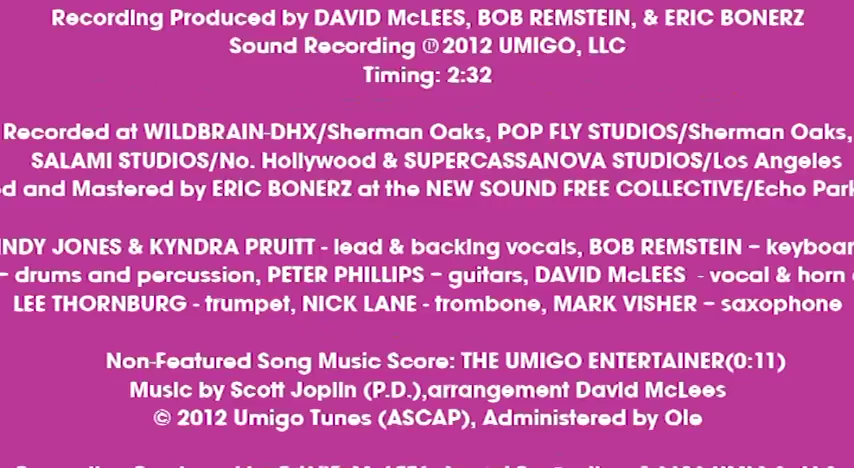 Recording Produced by DAVID McLEES, BOB REMSTEIN, & ERIC BONERZ
Sound Recording ℗ 2012 UMIGO, LLC
Timing: 2:32
Recorded at WILDBRAIN-DHX/Sherman Oaks, POP FLY STUDIOS/Sherman Oaks,
SALAMI STUDIOS/No. Hollywood & SUPERCASSANOVA STUDIOS/Los Angeles
ed and Mastered by ERIC BONERZ at the NEW SOUND FREE COLLECTIVE/Echo Park
INDY JONES & KYNDRA PRUITT - lead & backing vocals, BOB REMSTEIN – keyboar
– drums and percussion, PETER PHILLIPS – guitars, DAVID McLEES - vocal & horn
LEE THORNBURG - trumpet, NICK LANE - trombone, MARK VISHER – saxophone
Non-Featured Song Music Score: THE UMIGO ENTERTAINER(0:11)
Music by Scott Joplin (P.D.),arrangement David McLees
© 2012 Umigo Tunes (ASCAP), Administered by Ole